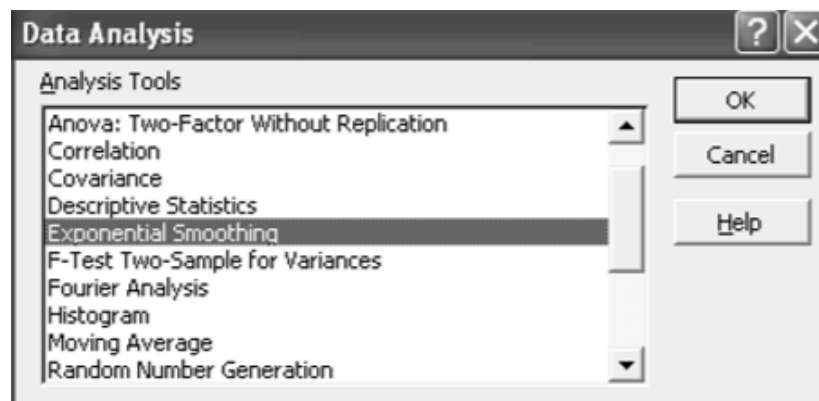 Data Analysis
Analysis Tools
Anova: Two-Factor Without Replication
Correlation
Covariance
Descriptive Statistics
Exponential Smoothing
F-Test Two-Sample for Variances
Fourier Analysis
Histogram
Moving Average
Random Number Generation
OK
Cancel
Help